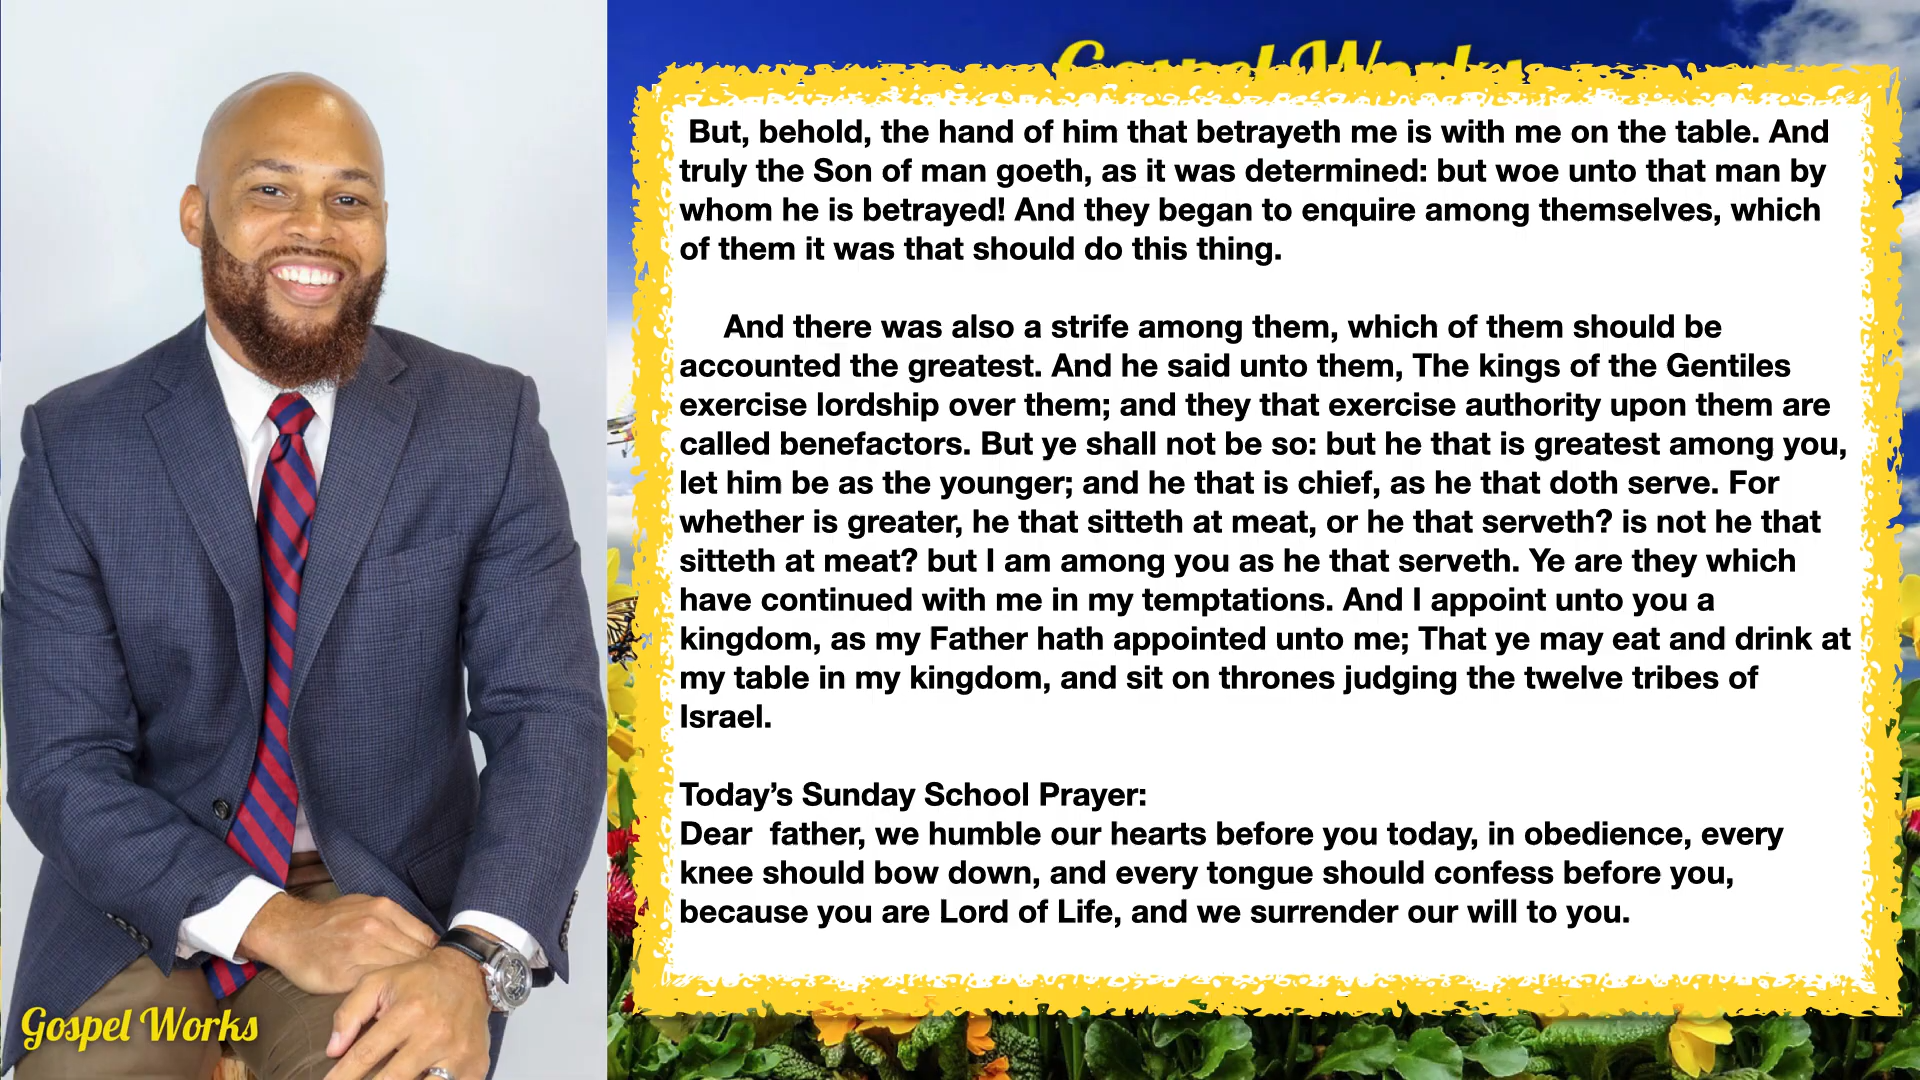 Gospel Works
But, behold, the hand of him that betrayeth me is with me on the table. And
truly the Son of man goeth, as it was determined: but woe unto that man by
whom he is betrayed! And they began to enquire among themselves, which
of them it was that should do this thing.
And there was also a strife among them, which of them should be
accounted the greatest. And he said unto them, The kings of the Gentiles
exercise lordship over them; and they that exercise authority upon them are
called benefactors. But ye shall not be so: but he that is greatest among you,
let him be as the younger; and he that is chief, as he that doth serve. For
whether is greater, he that sitteth at meat, or he that serveth? is not he that
sitteth at meat? but I am among you as he that serveth. Ye are they which
have continued with me in my temptations. And I appoint unto you a
kingdom, as my Father hath appointed unto me; That ye may eat and drink at
my table in my kingdom, and sit on thrones judging the twelve tribes of
Israel.
Today’s Sunday School Prayer:
Dear  father, we humble our hearts before you today, in obedience, every
knee should bow down, and every tongue should confess before you,
because you are Lord of Life, and we surrender our will to you.
Gospel Works